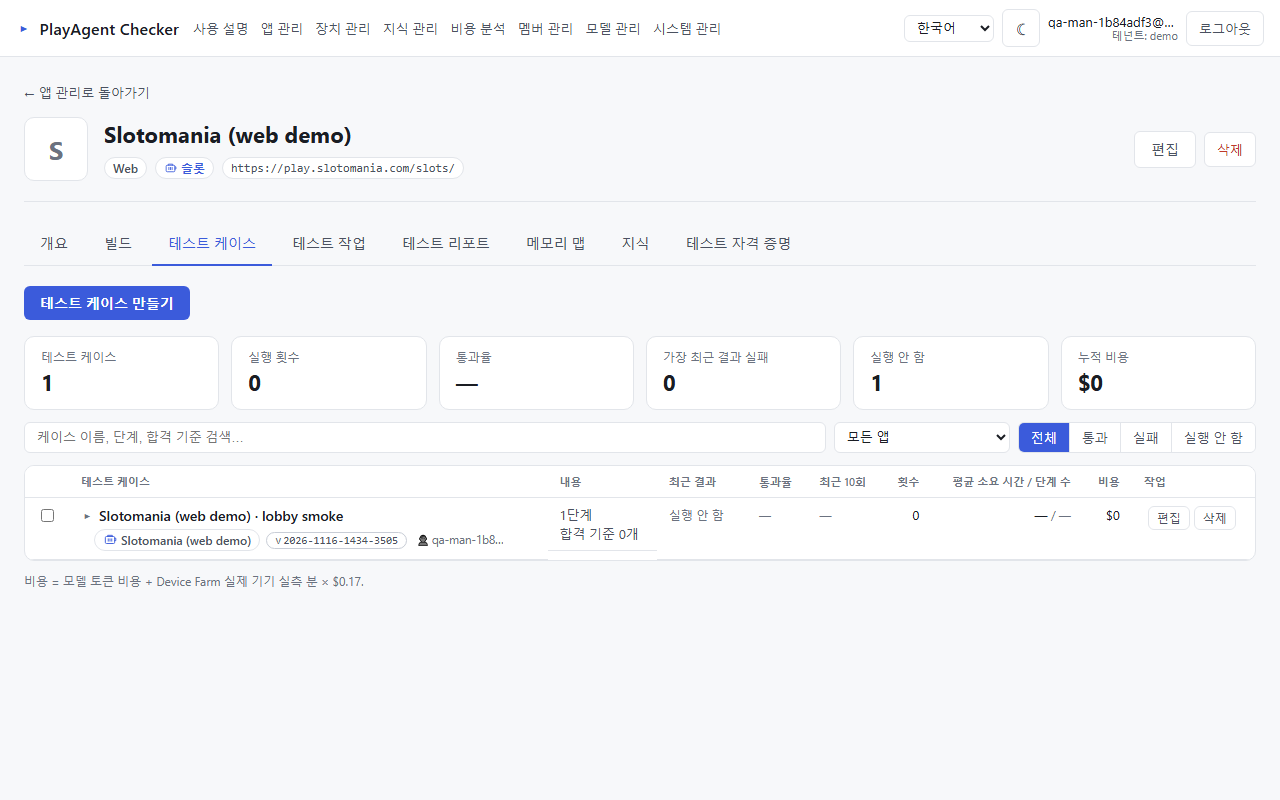 ▸ PlayAgent Checker 사용 설명 앱 관리 장치 관리 지식 관리 비용 분석 멤버 관리 모델 관리 시스템 관리 한국어 qa-man-1b84adf3@... 로그아웃
테넌트: demo
← 앱 관리로 돌아가기
S
Slotomania (web demo)
Web 슬롯 https://play.slotomania.com/slots/
편집 삭제
개요 빌드 테스트 케이스 테스트 작업 테스트 리포트 메모리 맵 지식 테스트 자격 증명
테스트 케이스 만들기
테스트 케이스 실행 횟수 통과율 가장 최근 결과 실패 실행 안 함 누적 비용
1 0 — 0 1 $0
케이스 이름, 단계, 합격 기준 검색... 모든 앱 전체 통과 실패 실행 안 함
테스트 케이스 내용 최근 결과 통과율 최근 10회 횟수 평균 소요 시간 / 단계 수 비용 작업
▸ Slotomania (web demo) · lobby smoke 1단계 실행 안 함 — — 0 — / — $0 편집 삭제
합격 기준 0개
Slotomania (web demo) v2026-1116-1434-3505 qa-man-1b8...
비용 = 모델 토큰 비용 + Device Farm 실제 기기 실측 분 × $0.17.